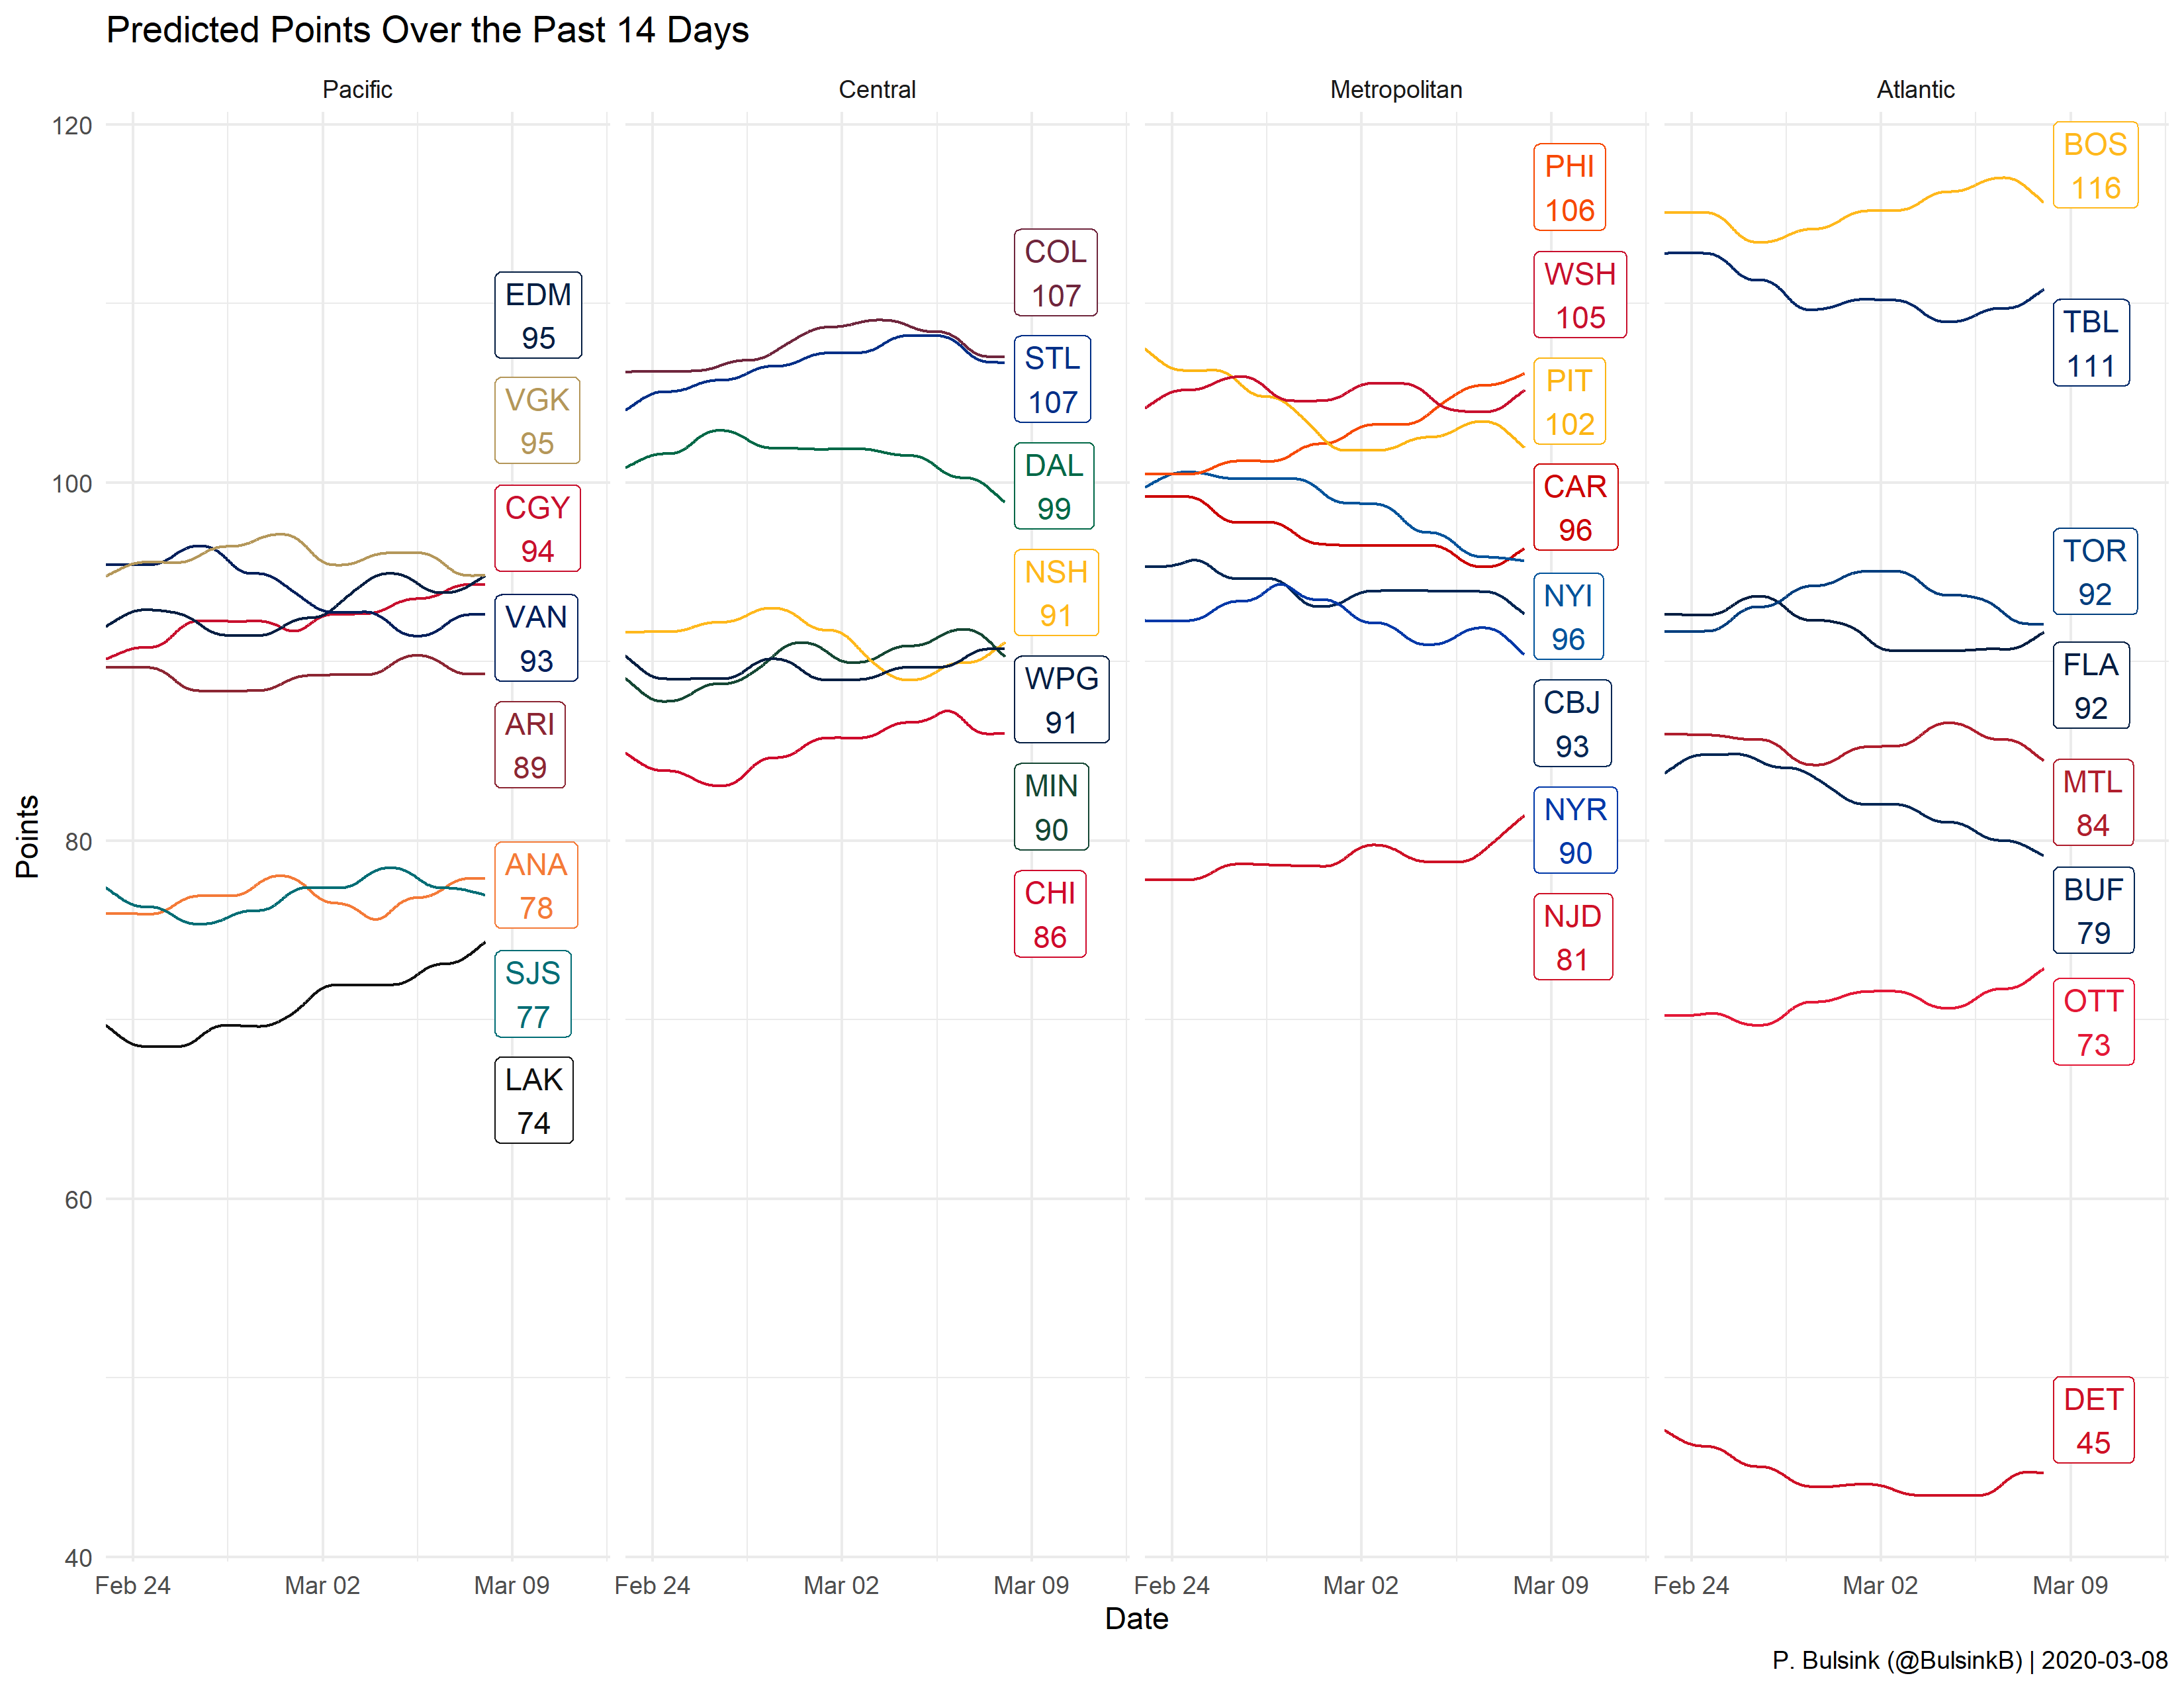 Predicted Points Over the Past 14 Days
Pacific
Central
Metropolitan
Atlantic
Points
120
100
80
60
40
EDM
95
VGK
95
CGY
94
VAN
93
ARI
89
ANA
78
SJS
77
LAK
74
COL
107
STL
107
DAL
99
NSH
91
WPG
91
MIN
90
CHI
86
PHI
106
WSH
105
PIT
102
CAR
96
NYI
96
CBJ
93
NYR
90
NJD
81
BOS
116
TBL
111
TOR
92
FLA
92
MTL
84
BUF
79
OTT
73
DET
45
Feb 24 Mar 02 Mar 09 Feb 24 Mar 02 Mar 09 Feb 24 Mar 02 Mar 09 Feb 24 Mar 02 Mar 09
Date
P. Bulsink (@BulsinkB) | 2020-03-08